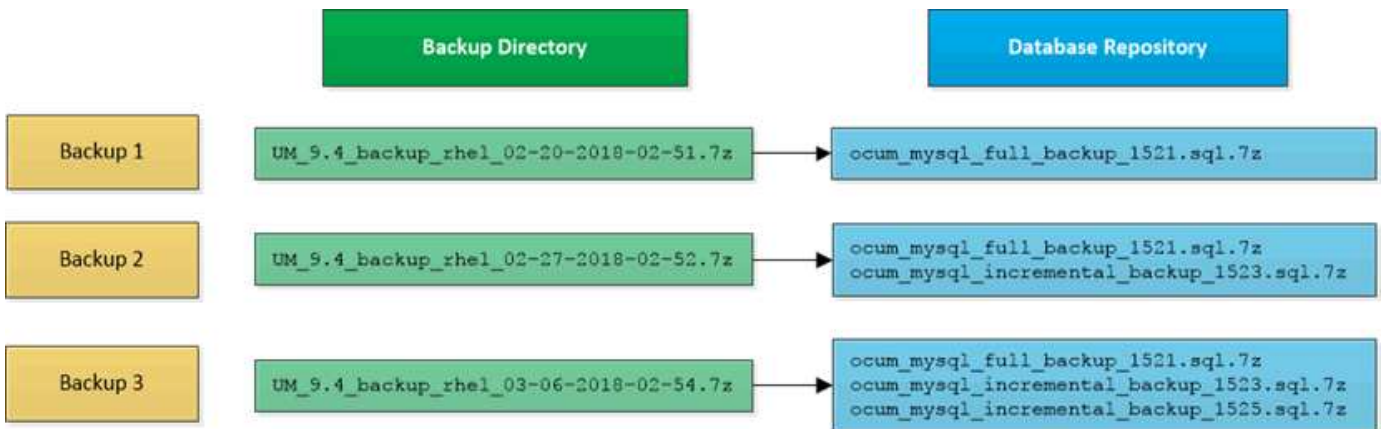 Backup Directory
Database Repository
Backup 1
UM_9.4_backup_rhel_02-20-2018-02-51.7z
ocum_mysql_full_backup_1521.sql.7z
Backup 2
UM_9.4_backup_rhel_02-27-2018-02-52.7z
ocum_mysql_full_backup_1521.sql.7z
ocum_mysql_incremental_backup_1523.sql.7z
Backup 3
UM_9.4_backup_rhel_03-06-2018-02-54.7z
ocum_mysql_full_backup_1521.sql.7z
ocum_mysql_incremental_backup_1523.sql.7z
ocum_mysql_incremental_backup_1525.sql.7z